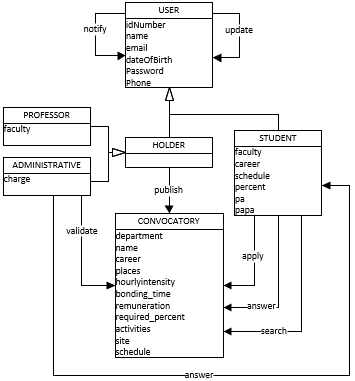 USER
idNumber
name
email
dateOfBirth
Password
Phone
notify
update
PROFESSOR
faculty
ADMINISTRATIVE
charge
HOLDER
STUDENT
faculty
career
schedule
percent
pa
papa
publish
validate
CONVOCATORY
department
name
career
places
hourlyintensity
bonding_time
remuneration
required_percent
activities
site
schedule
apply
answer
search
answer